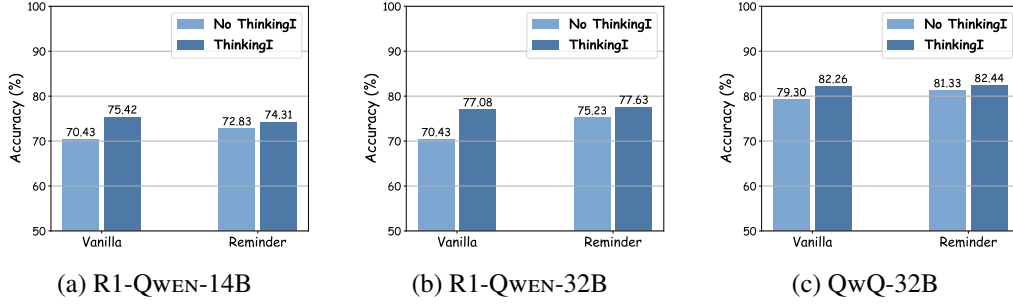 100
90
80
70
60
50
Accuracy (%)
No ThinkingI
ThinkingI
70.43
75.42
72.83
74.31
Vanilla
Reminder
(a) R1-QWEN-14B
100
90
80
70
60
50
Accuracy (%)
No ThinkingI
ThinkingI
70.43
77.08
75.23
77.63
Vanilla
Reminder
(b) R1-QWEN-32B
100
90
80
70
60
50
Accuracy (%)
No ThinkingI
ThinkingI
79.30
82.26
81.33
82.44
Vanilla
Reminder
(c) QWQ-32B